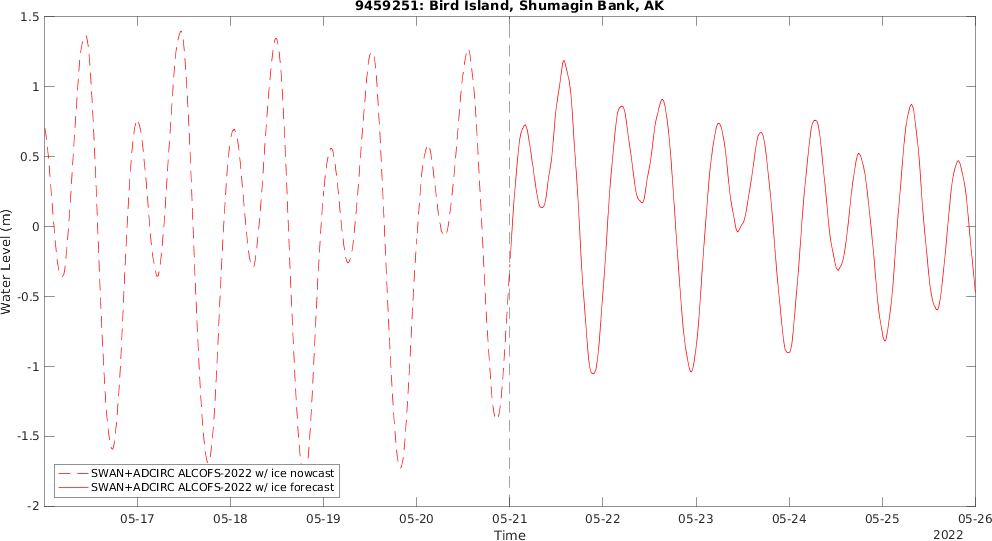 9459251: Bird Island, Shumagin Bank, AK
1.5
1
0.5
0
-0.5
-1
-1.5
-2
Water Level (m)
SWAN+ADCIRC ALCOFS-2022 w/ ice nowcast
SWAN+ADCIRC ALCOFS-2022 w/ ice forecast
05-17 05-18 05-19 05-20 05-21 05-22 05-23 05-24 05-25 05-26
Time
2022